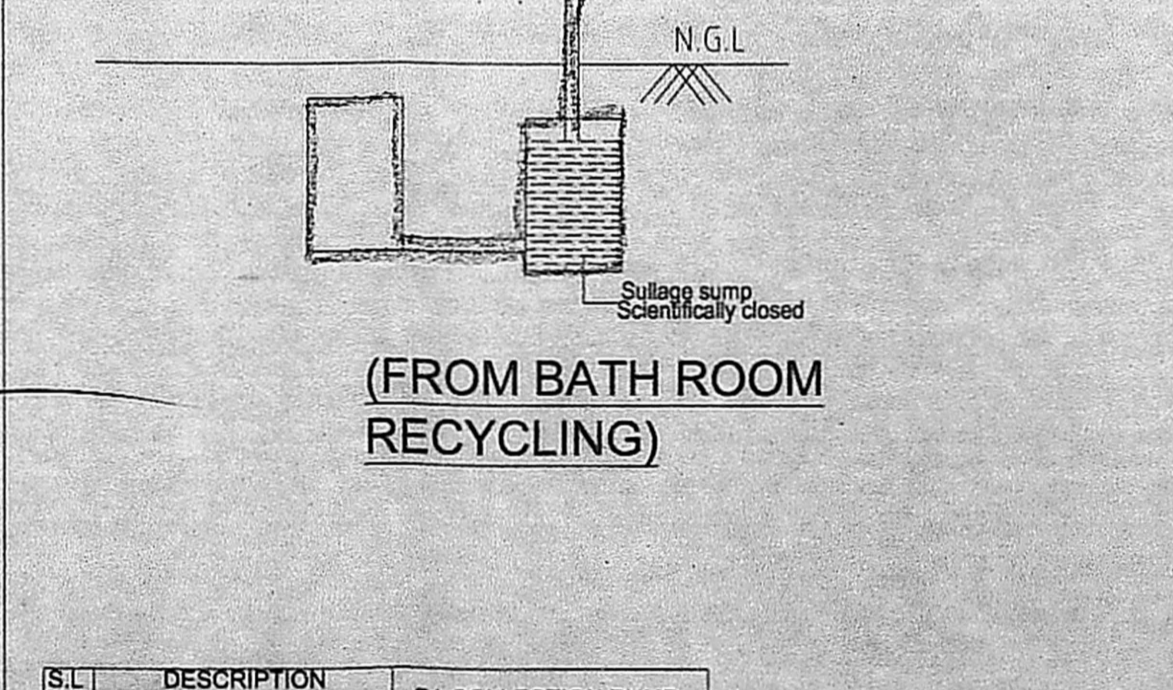 N.G.L
Sullage sump
Scientifically closed
(FROM BATH ROOM
RECYCLING)
S.L DESCRIPTION